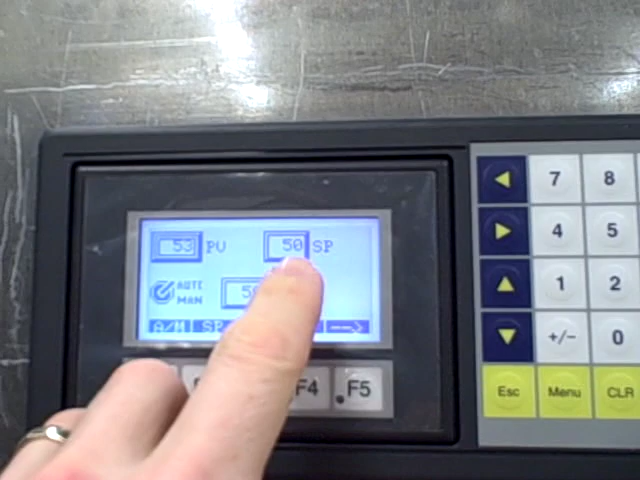 53 PV 50 SP
AUTO
MAN
A/M SP --->
F4 F5
7 8
4 5
1 2
+/- 0
Esc Menu CLR